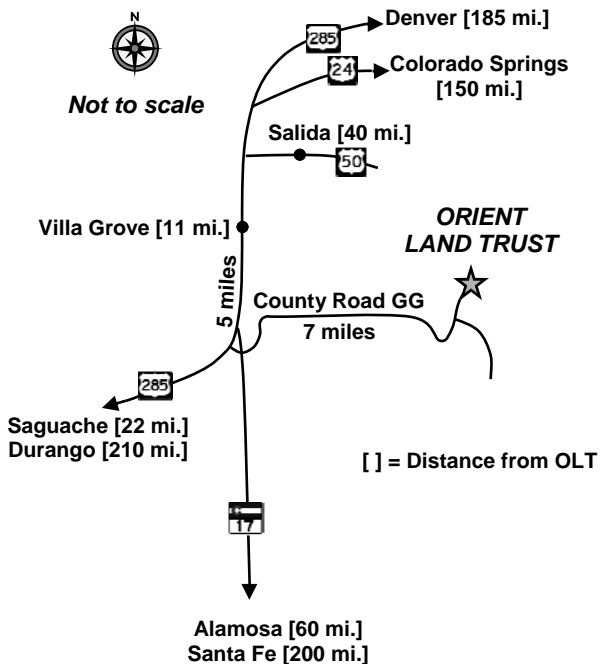 N
Denver [185 mi.]
285
24
Colorado Springs
[150 mi.]
Not to scale
Salida [40 mi.]
50
Villa Grove [11 mi.]
ORIENT
LAND TRUST
5 miles
County Road GG
7 miles
285
Saguache [22 mi.]
Durango [210 mi.]
[ ] = Distance from OLT
17
Alamosa [60 mi.]
Santa Fe [200 mi.]